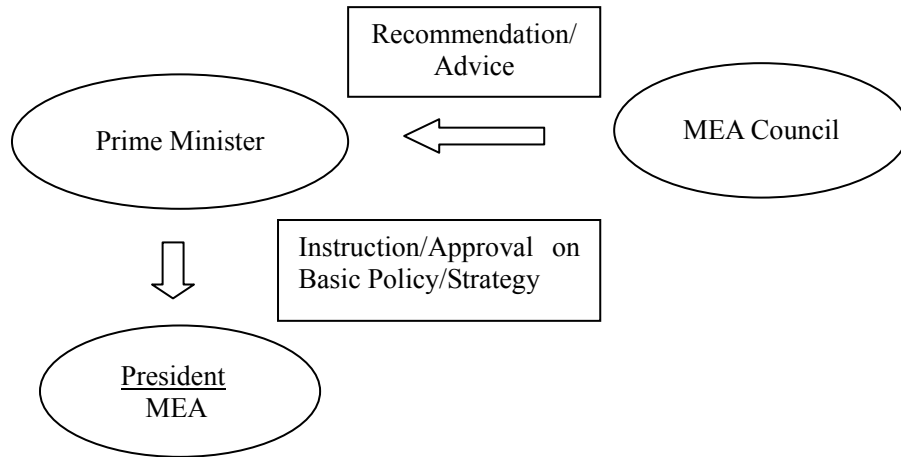 Recommendation/
Advice
Prime Minister
MEA Council
Instruction/Approval on
Basic Policy/Strategy
President
MEA